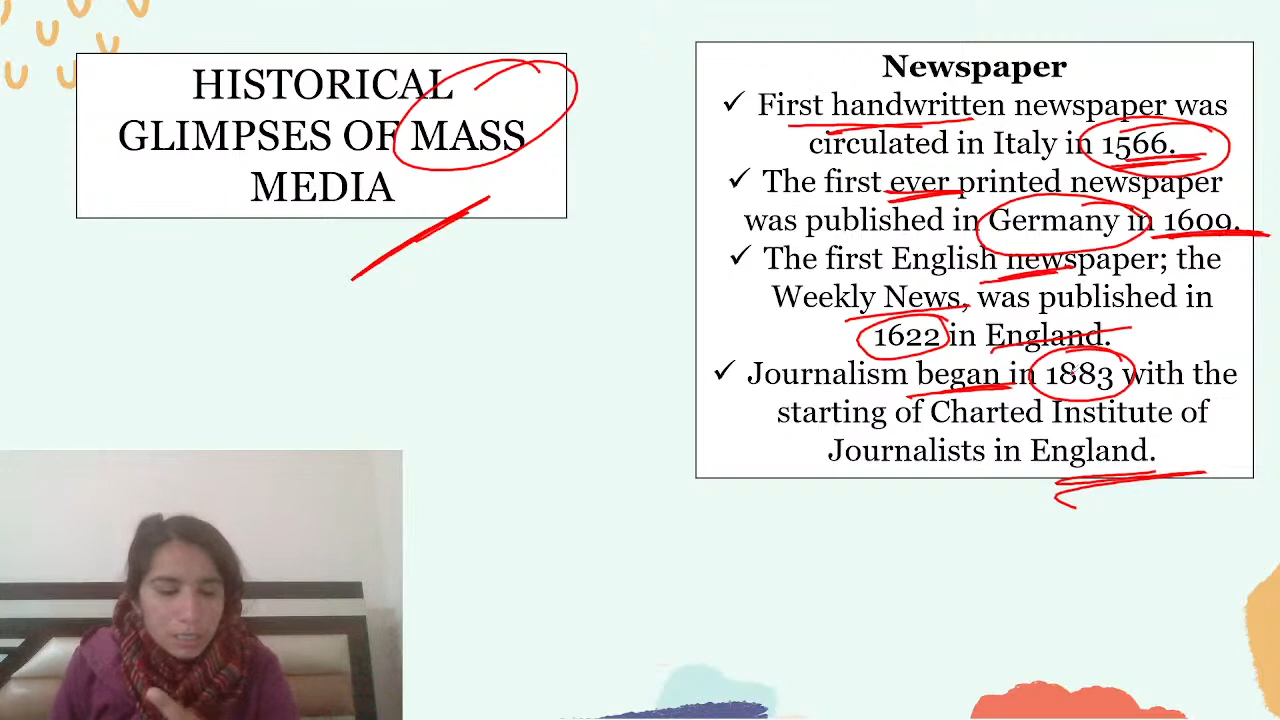 HISTORICAL
GLIMPSES OF MASS
MEDIA
Newspaper
✓ First handwritten newspaper was
circulated in Italy in 1566.
✓ The first ever printed newspaper
was published in Germany in 1609.
✓ The first English newspaper; the
Weekly News, was published in
1622 in England.
✓ Journalism began in 1883 with the
starting of Charted Institute of
Journalists in England.